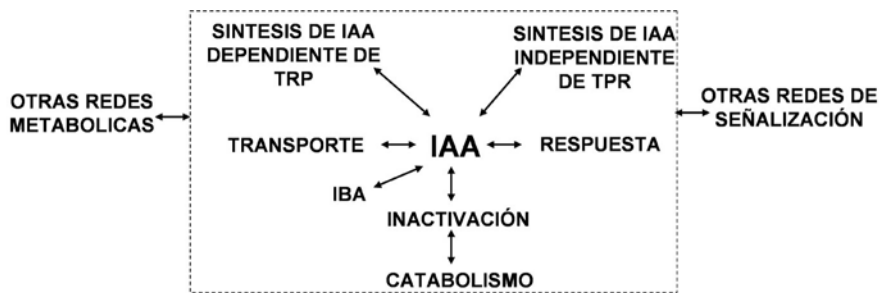 SINTESIS DE IAA
DEPENDIENTE DE
TRP
SINTESIS DE IAA
INDEPENDIENTE
DE TPR
OTRAS REDES
METABOLICAS
OTRAS REDES DE
SEÑALIZACIÓN
TRANSPORTE
IAA
RESPUESTA
IBA
INACTIVACIÓN
CATABOLISMO